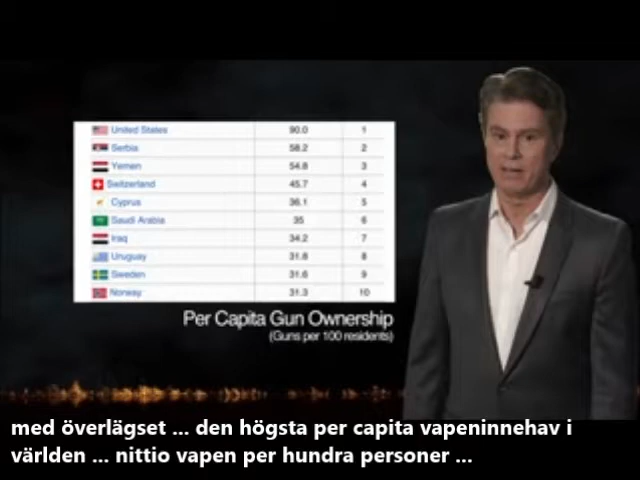 United States 90.0 1
Serbia 58.2 2
Yemen 54.8 3
Switzerland 45.7 4
Cyprus 36.1 5
Saudi Arabia 35 6
Iraq 34.2 7
Uruguay 31.8 8
Sweden 31.6 9
Norway 31.3 10
Per Capita Gun Ownership
(Guns per 100 residents)
med överlägset ... den högsta per capita vapeninnehav i
världen ... nittio vapen per hundra personer ...